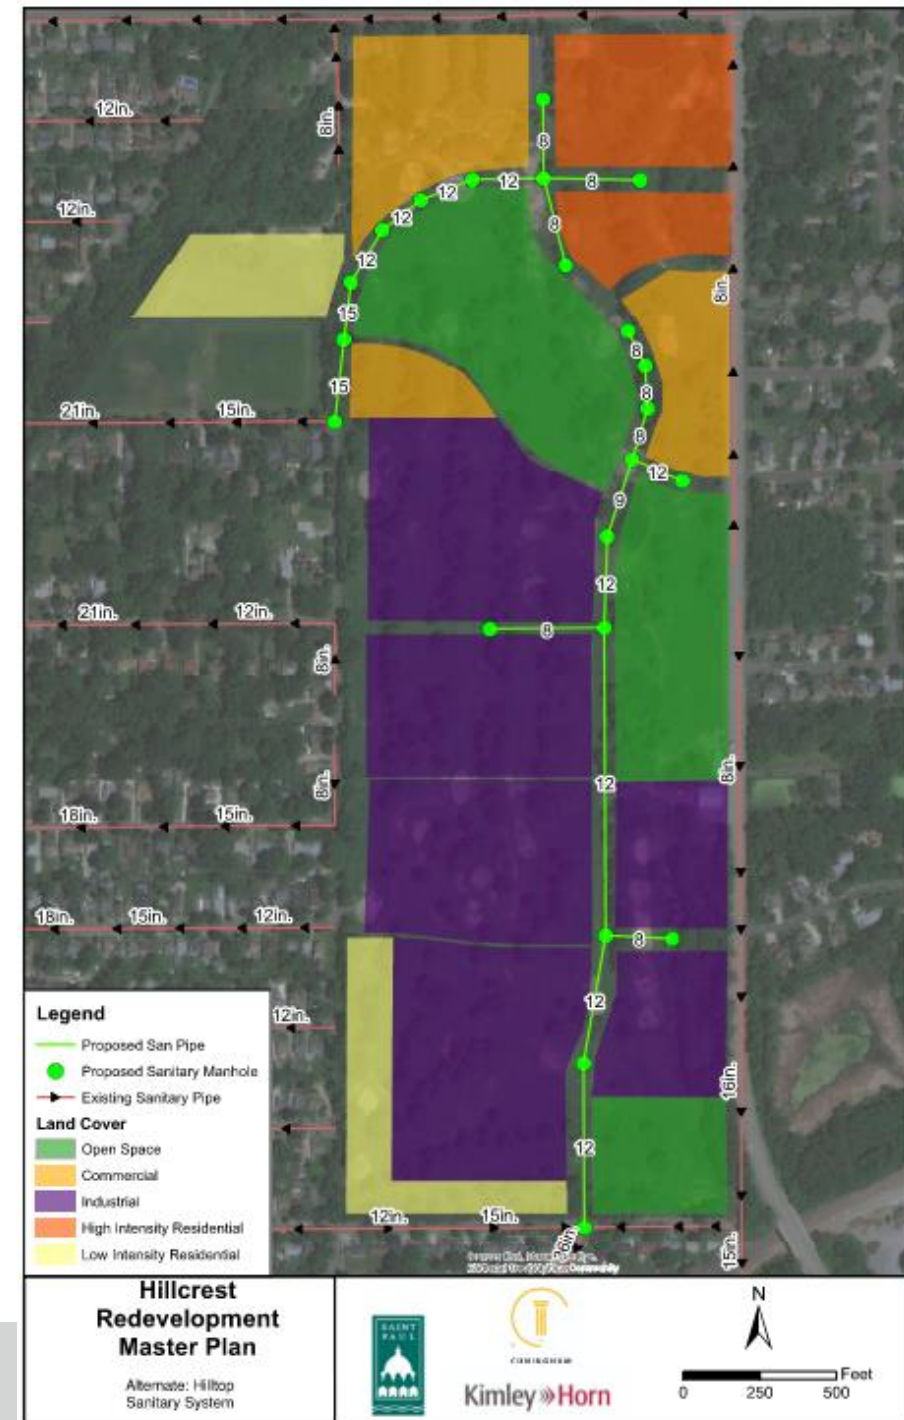 12in.
8in.
8
12
8
12
12
8
12in.
12
8in.
15
8
8
15
21in.
15in.
8
12
9
12
21in.
12in.
8
8in.
8in.
8in.
12
18in.
15in.
18in.
15in.
12in.
8
12
12in.
16in.
12
12in.
15in.
15in.
Legend
Proposed San Pipe
Proposed Sanitary Manhole
Existing Sanitary Pipe
Land Cover
Open Space
Commercial
Industrial
High Intensity Residential
Low Intensity Residential
Hillcrest
Redevelopment
Master Plan
Alternate: Hilltop
Sanitary System
SAINT
PAUL
CUNINGHAM
Kimley»Horn
N
Feet
0 250 500